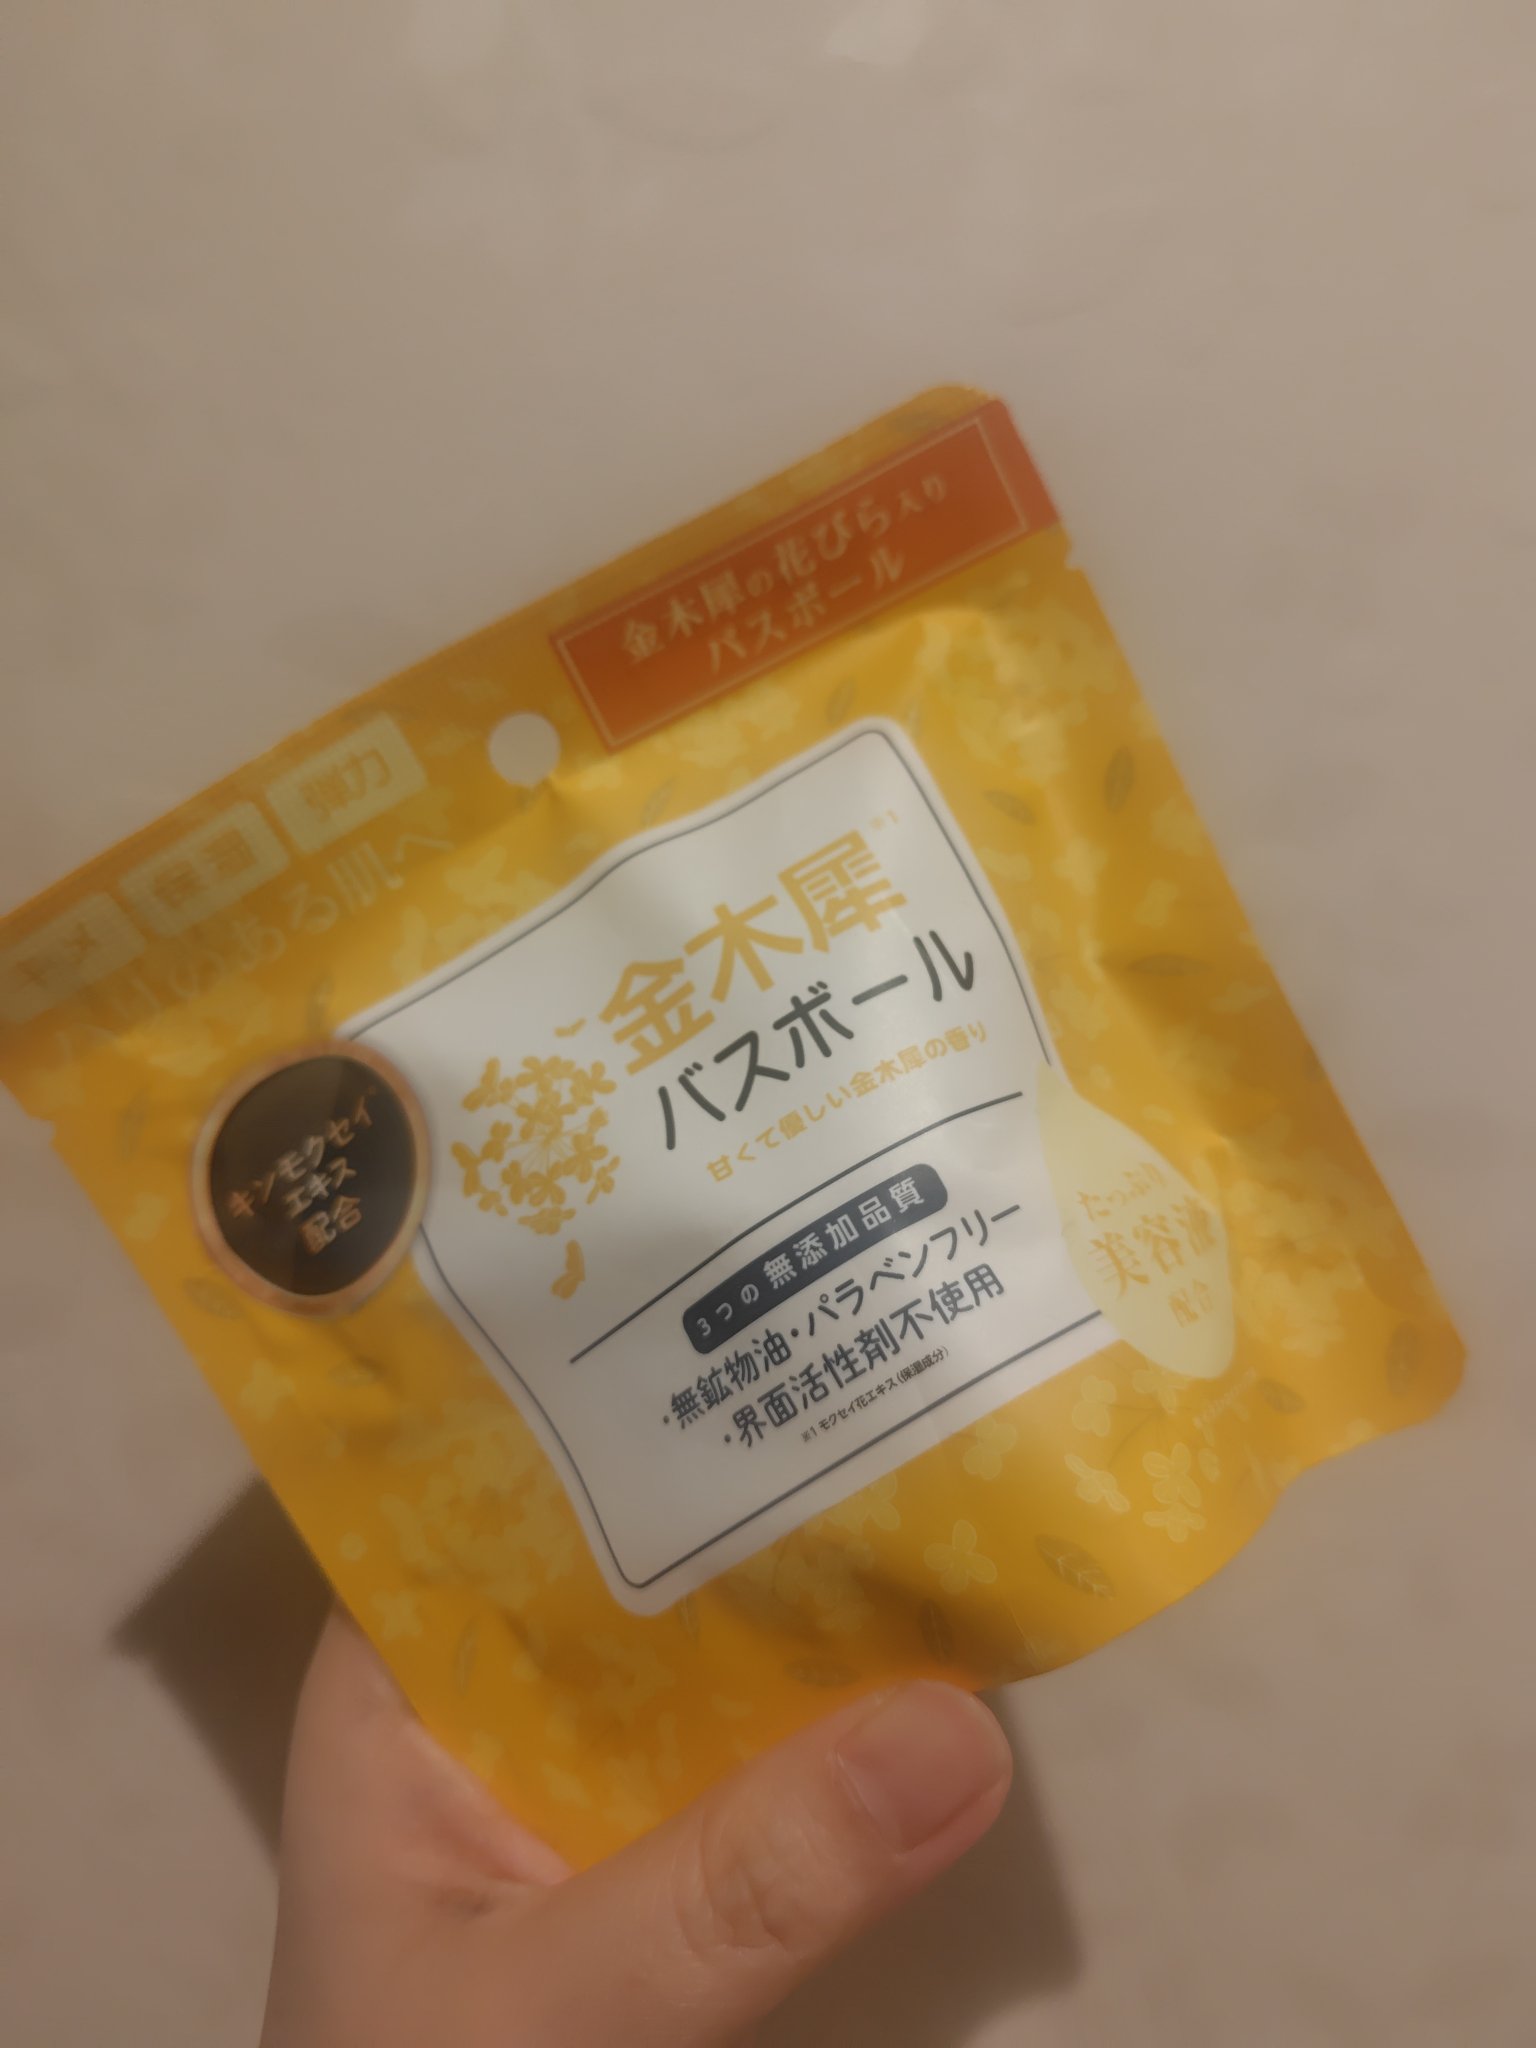 金木犀の花びら入り
バスボール
保湿
弾力
ハリのある肌へ
キンモクセイ
エキス
配合
金木犀※1
バスボール
甘くて優しい金木犀の香り
3つの無添加品質
・無鉱物油・パラベンフリー
・界面活性剤不使用
※1 モクセイ花エキス(保湿成分)
たっぷり
美容液
配合